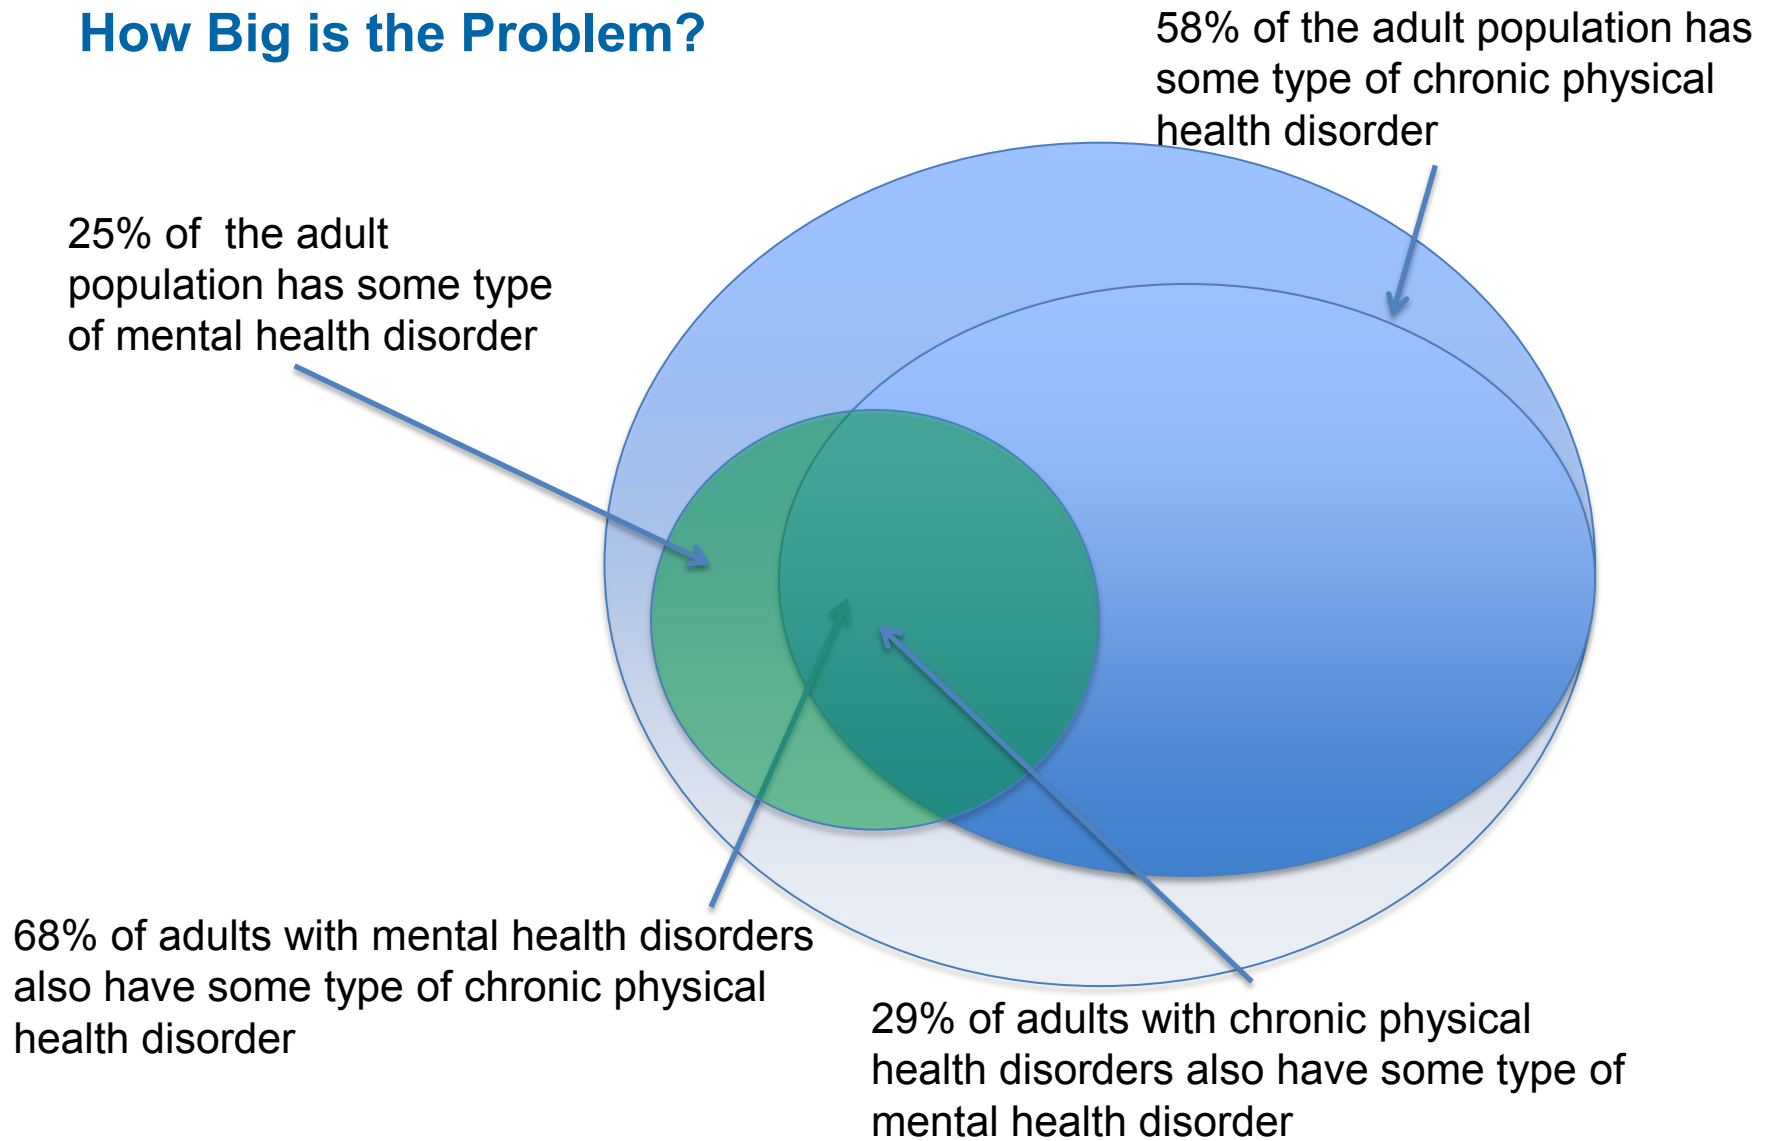 How Big is the Problem?
58% of the adult population has
some type of chronic physical
health disorder
25% of  the adult
population has some type
of mental health disorder
68% of adults with mental health disorders
also have some type of chronic physical
health disorder
29% of adults with chronic physical
health disorders also have some type of
mental health disorder